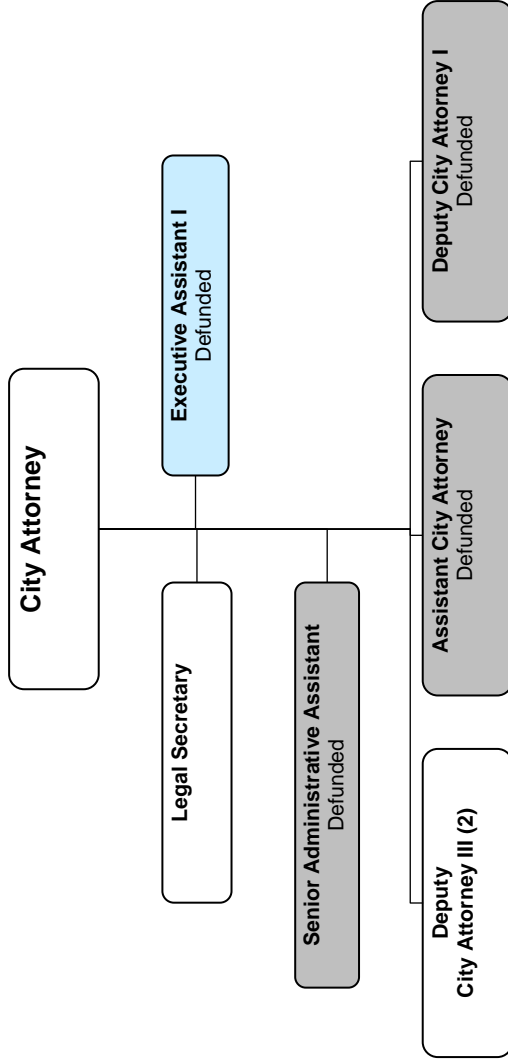 City Attorney
Legal Secretary
Executive Assistant I
Defunded
Senior Administrative Assistant
Defunded
Deputy
City Attorney III (2)
Assistant City Attorney
Defunded
Deputy City Attorney I
Defunded